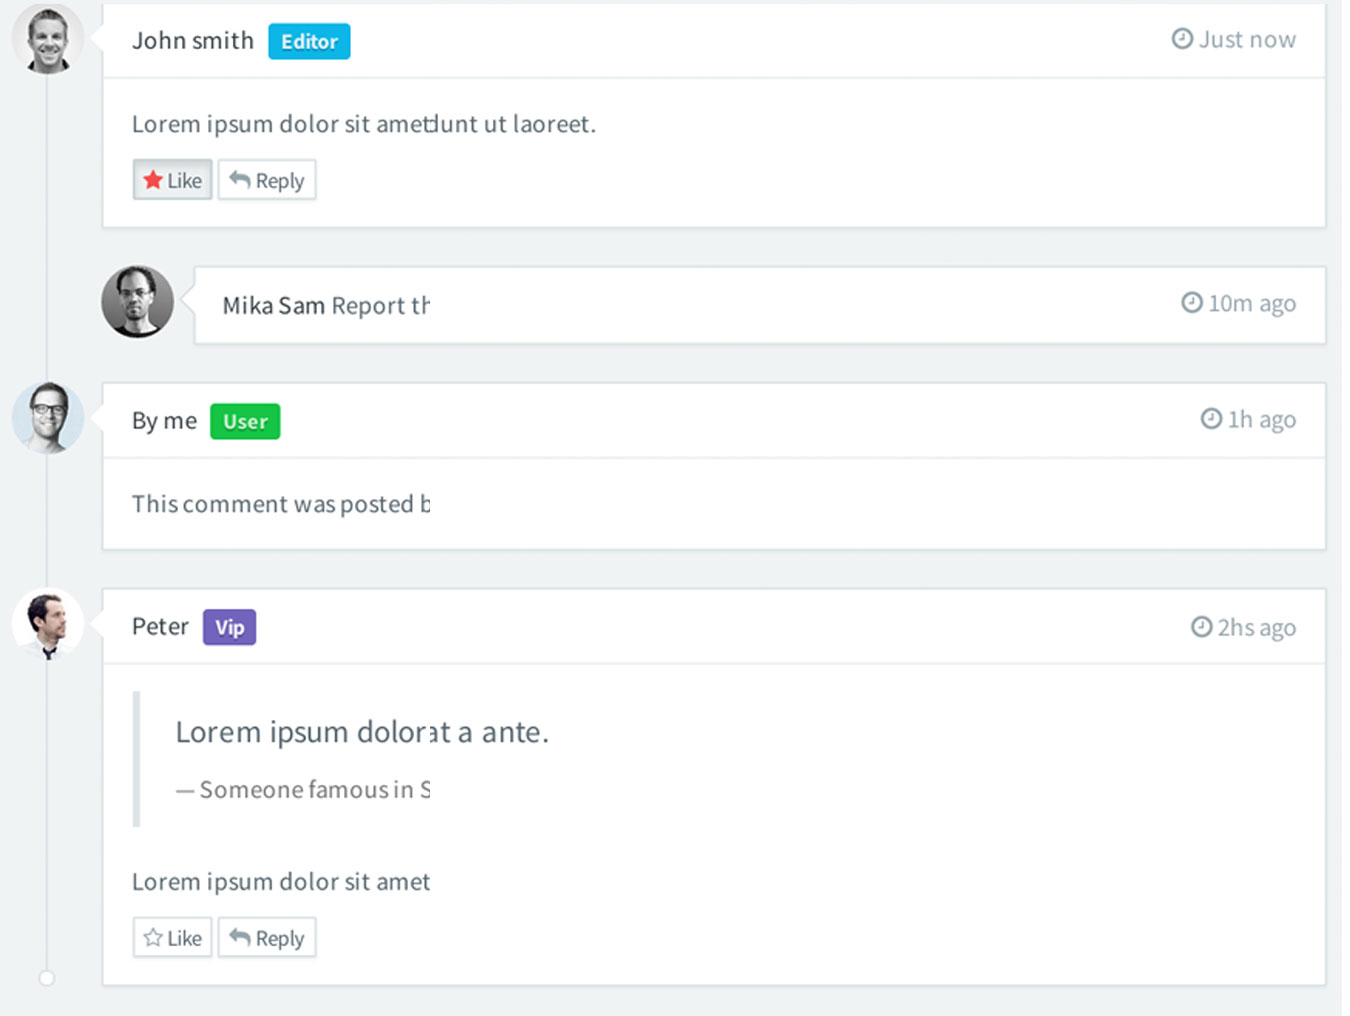 John smith Editor Just now
Lorem ipsum dolor sit ametdunt ut laoreet.
Like Reply
Mika Sam Report th 10m ago
By me User 1h ago
This comment was posted b
Peter Vip 2hs ago
Lorem ipsum dolorat a ante.
— Someone famous in S
Lorem ipsum dolor sit amet
Like Reply